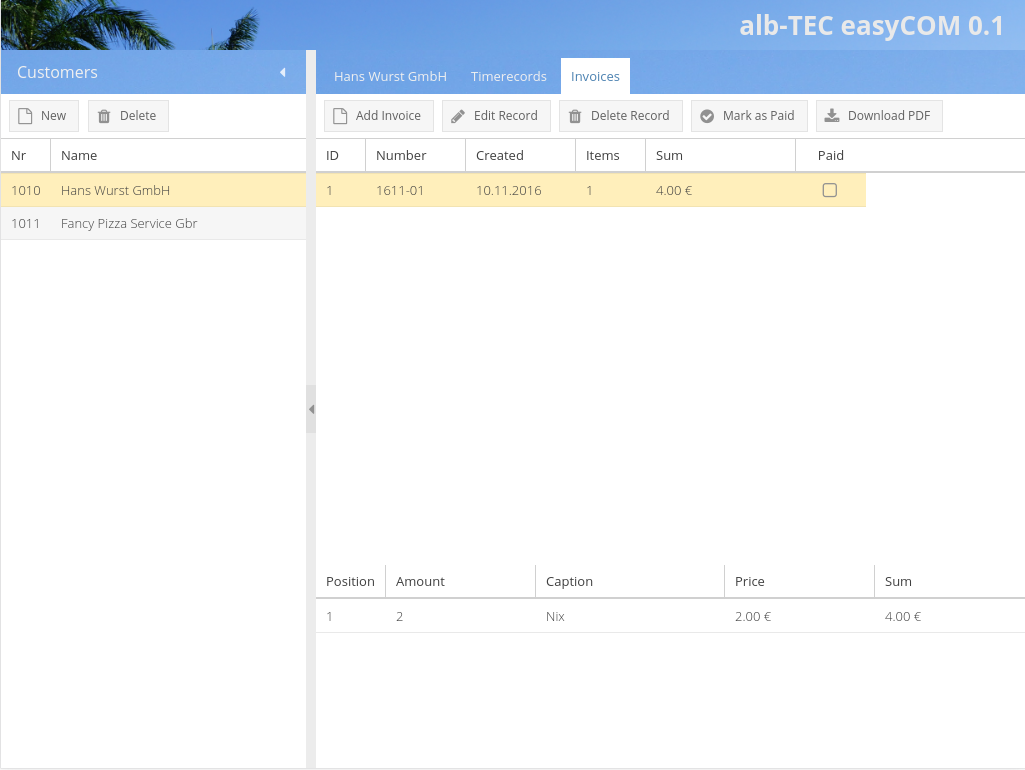 alb-TEC easyCOM 0.1
Customers
Hans Wurst GmbH Timerecords Invoices
New Delete
Add Invoice Edit Record Delete Record Mark as Paid Download PDF
Nr Name
1010 Hans Wurst GmbH
1011 Fancy Pizza Service Gbr
ID Number Created Items Sum Paid
1 1611-01 10.11.2016 1 4.00 €
Position Amount Caption Price Sum
1 2 Nix 2.00 € 4.00 €